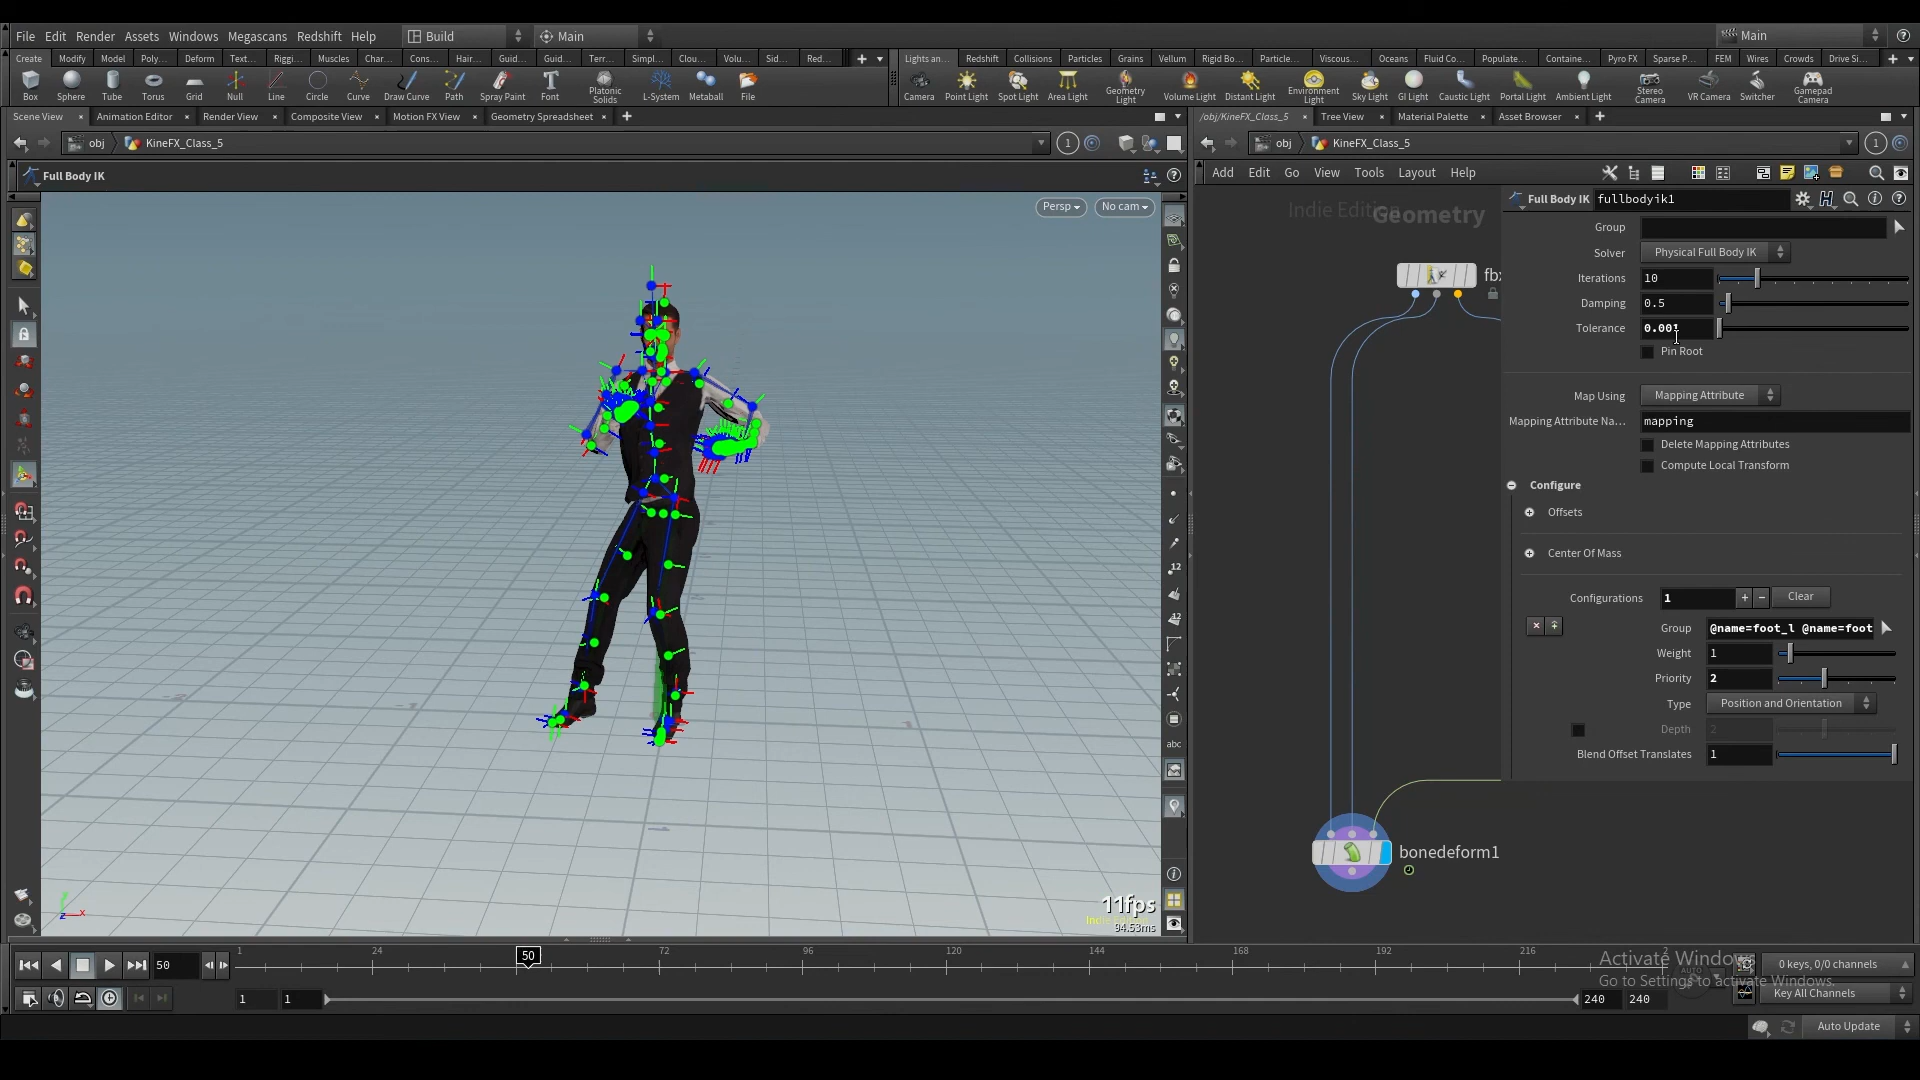 File Edit Render Assets Windows Megascans Redshift Help Build Main Main
Create Modify Model Poly... Deform Text... Riggi... Muscles Char... Cons... Hair... Guid... Guid... Terr... Simpl... Clou... Volu... Sid... Red...
Lights an... Redshift Collisions Particles Grains Vellum Rigid Bo... Particle... Viscous... Oceans Fluid Co... Populate... Containe... Pyro FX Sparse P... FEM Wires Crowds Drive Si...
Box Sphere Tube Torus Grid Null Line Circle Curve Draw Curve Path Spray Paint Font Platonic Solids L-System Metaball File
Camera Point Light Spot Light Area Light Geometry Light Volume Light Distant Light Environment Light Sky Light GI Light Caustic Light Portal Light Ambient Light Stereo Camera VR Camera Switcher Gamepad Camera
Scene View Animation Editor Render View Composite View Motion FX View Geometry Spreadsheet
/obj/KineFX_Class_5 Tree View Material Palette Asset Browser
obj KineFX_Class_5 1
obj KineFX_Class_5 1
Full Body IK
Add Edit Go View Tools Layout Help
Persp No cam
Indie Edition
Geometry
fb
Full Body IK fullbodyik1
Group
Solver Physical Full Body IK
Iterations 10
Damping 0.5
Tolerance 0.001
Pin Root
Map Using Mapping Attribute
Mapping Attribute Na... mapping
Delete Mapping Attributes
Compute Local Transform
Configure
Offsets
Center Of Mass
Configurations 1 + − Clear
Group @name=foot_l @name=foot
Weight 1
Priority 2
Type Position and Orientation
Depth 2
Blend Offset Translates 1
bonedeform1
12
12
abc
11fps
94.53ms
50
1 24 50 72 96 120 144 168 192 216 2
1 1 240 240
Activate Windows
Go to Settings to activate Windows.
0 keys, 0/0 channels
Key All Channels
Auto Update